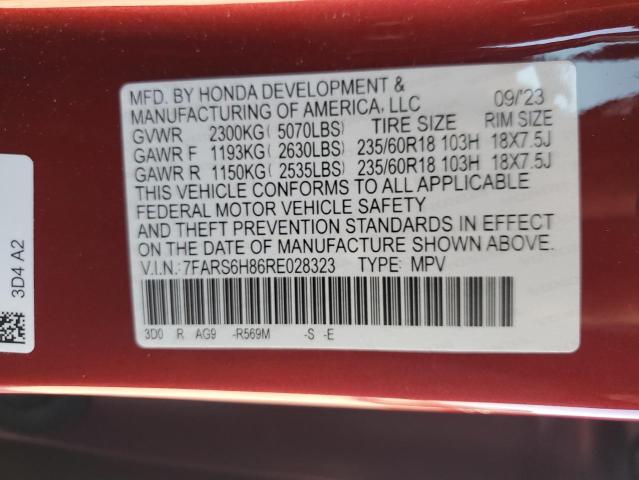 MFD. BY HONDA DEVELOPMENT &
MANUFACTURING OF AMERICA, LLC 09/'23
GVWR 2300KG( 5070LBS) TIRE SIZE RIM SIZE
GAWR F 1193KG( 2630LBS) 235/60R18 103H 18X7.5J
GAWR R 1150KG( 2535LBS) 235/60R18 103H 18X7.5J
THIS VEHICLE CONFORMS TO ALL APPLICABLE
FEDERAL MOTOR VEHICLE SAFETY
AND THEFT PREVENTION STANDARDS IN EFFECT
ON THE DATE OF MANUFACTURE SHOWN ABOVE.
V.I.N.:7FARS6H86RE028323 TYPE: MPV
3D0 R AG9 -R569M -S -E
3D4 A2